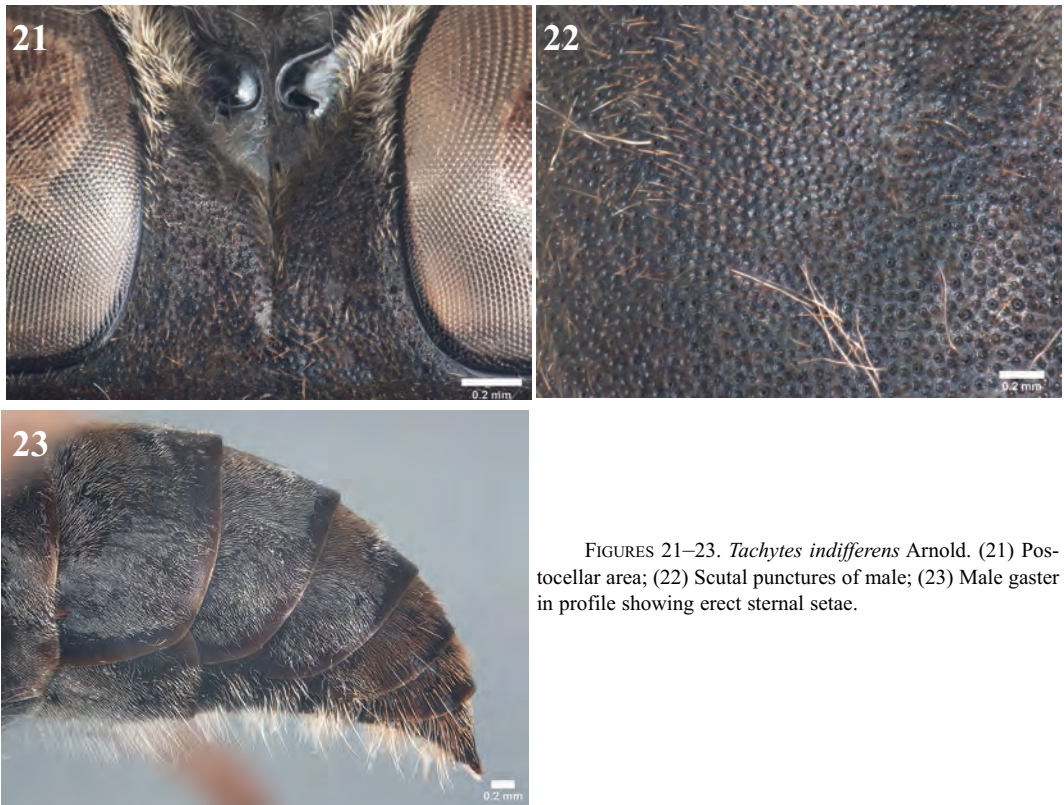 21
0.2 mm
22
0.2 mm
23
0.2 mm
FIGURES 21–23. Tachytes indifferens Arnold. (21) Pos-
tocellar area; (22) Scutal punctures of male; (23) Male gaster
in profile showing erect sternal setae.